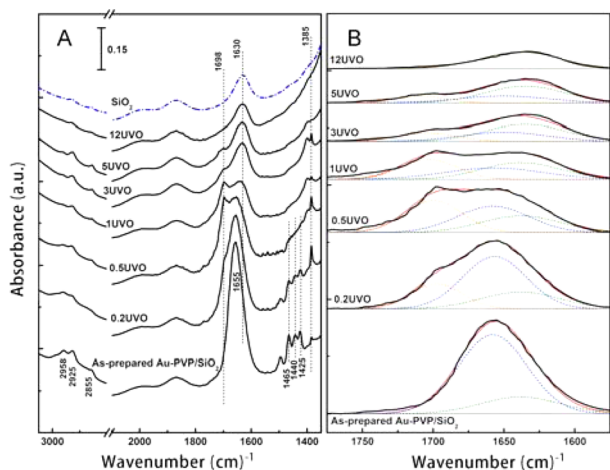 A
0.15
1698
1630
1385
SiO2
12UVO
5UVO
3UVO
1UVO
0.5UVO
0.2UVO
1655
As-prepared Au-PVP/SiO2
2958
2925
2855
1465
1440
1425
3000
2000
1800
1600
1400
Absorbance (a.u.)
Wavenumber (cm)-1
B
12UVO
5UVO
3UVO
1UVO
0.5UVO
0.2UVO
As-prepared Au-PVP/SiO2
1750
1700
1650
1600
Wavenumber (cm)-1